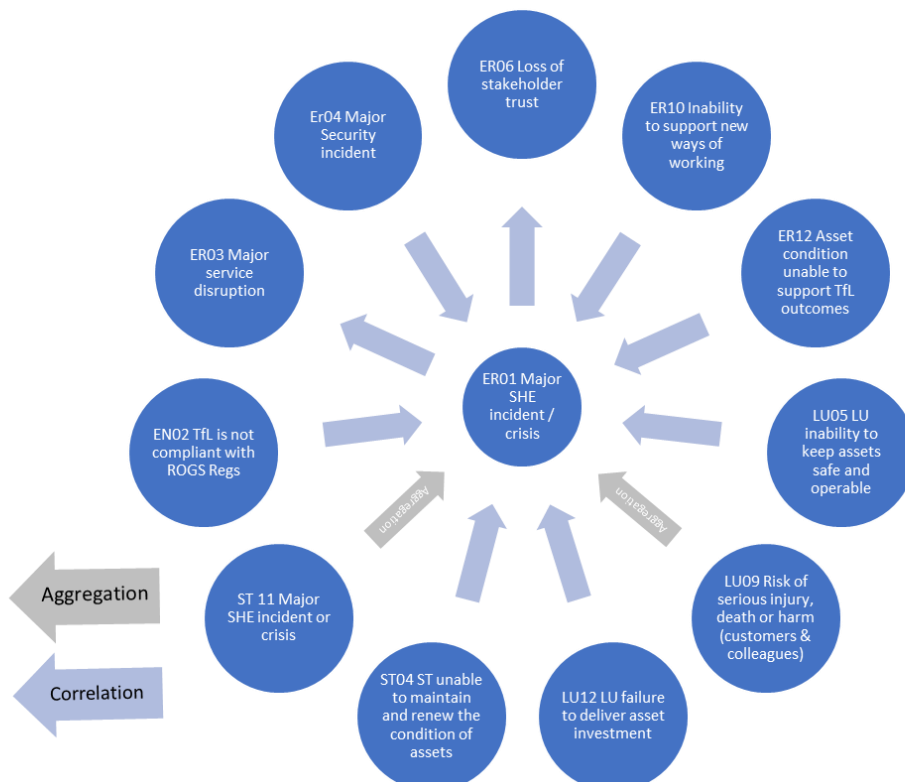 ER06 Loss of
stakeholder
trust
Er04 Major
Security
incident
ER10 Inability
to support new
ways of
working
ER03 Major
service
disruption
ER12 Asset
condition
unable to
support TfL
outcomes
ER01 Major
SHE
incident /
crisis
EN02 TfL is not
compliant with
ROGS Regs
LU05 LU
inability to
keep assets
safe and
operable
Aggregation
Aggregation
Aggregation
ST 11 Major
SHE incident or
crisis
LU09 Risk of
serious injury,
death or harm
(customers &
colleagues)
Correlation
ST04 ST unable
to maintain
and renew the
condition of
assets
LU12 LU failure
to deliver asset
investment